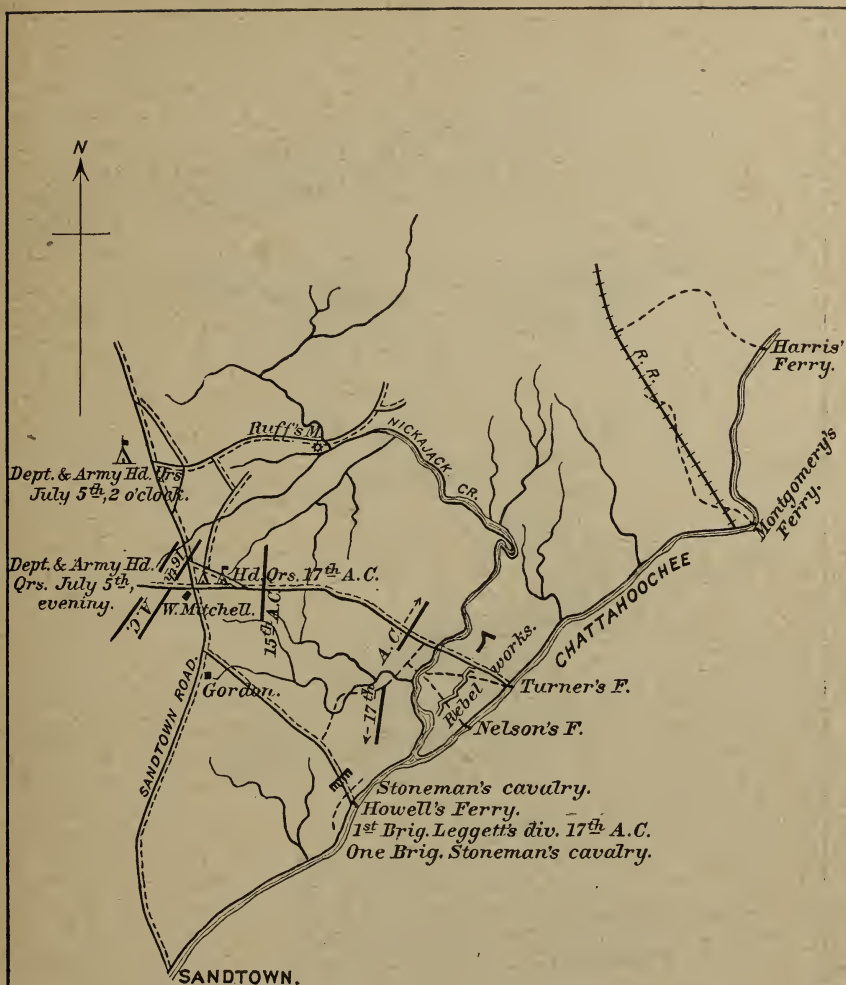 N
R. R.
Harris'
Ferry.
Ruff's M.
NICKAJACK CR.
Dept. & Army Hd. Qrs
July 5th, 2 o'clock.
Montgomery's
Ferry.
16th
A.C.
Dept. & Army Hd.
Qrs. July 5th,
evening.
Hd. Qrs. 17th A.C.
W. Mitchell.
15th A.C.
CHATTAHOOCHEE
17th A.C.
Rebel works.
Gordon.
Turner's F.
Nelson's F.
SANDTOWN ROAD.
Stoneman's cavalry.
Howell's Ferry.
1st Brig. Leggett's div. 17th A.C.
One Brig. Stoneman's cavalry.
SANDTOWN.